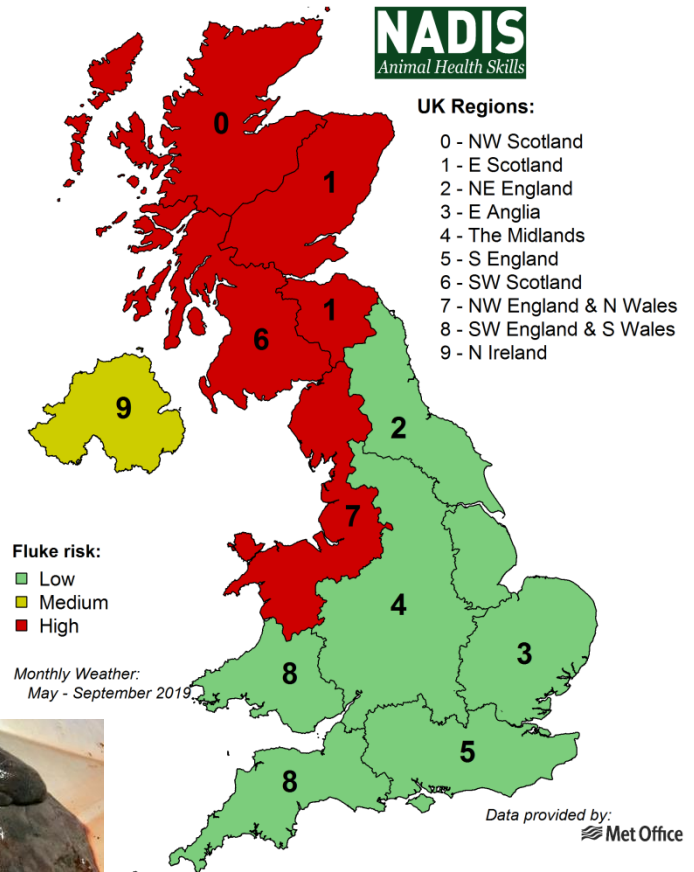 NADIS
Animal Health Skills
UK Regions:
0 - NW Scotland
1 - E Scotland
2 - NE England
3 - E Anglia
4 - The Midlands
5 - S England
6 - SW Scotland
7 - NW England & N Wales
8 - SW England & S Wales
9 - N Ireland
0
1
1
6
9
2
7
Fluke risk:
Low
Medium
High
4
3
8
Monthly Weather:
May - September 2019
5
8
Data provided by:
Met Office